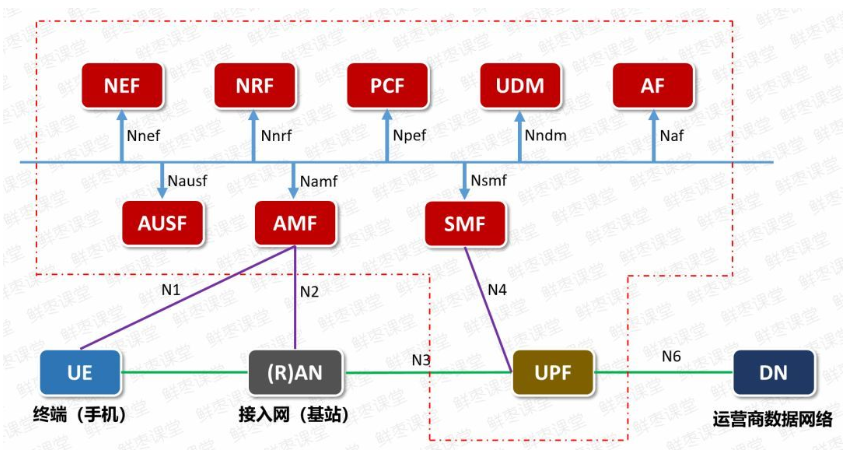 NEF
NRF
PCF
UDM
AF
Nnef
Nnrf
Npef
Nndm
Naf
Nausf
Namf
Nsmf
AUSF
AMF
SMF
N1
N2
N4
N3
N6
UE
(R)AN
UPF
DN
终端（手机）
接入网（基站）
运营商数据网络
鲜枣课堂